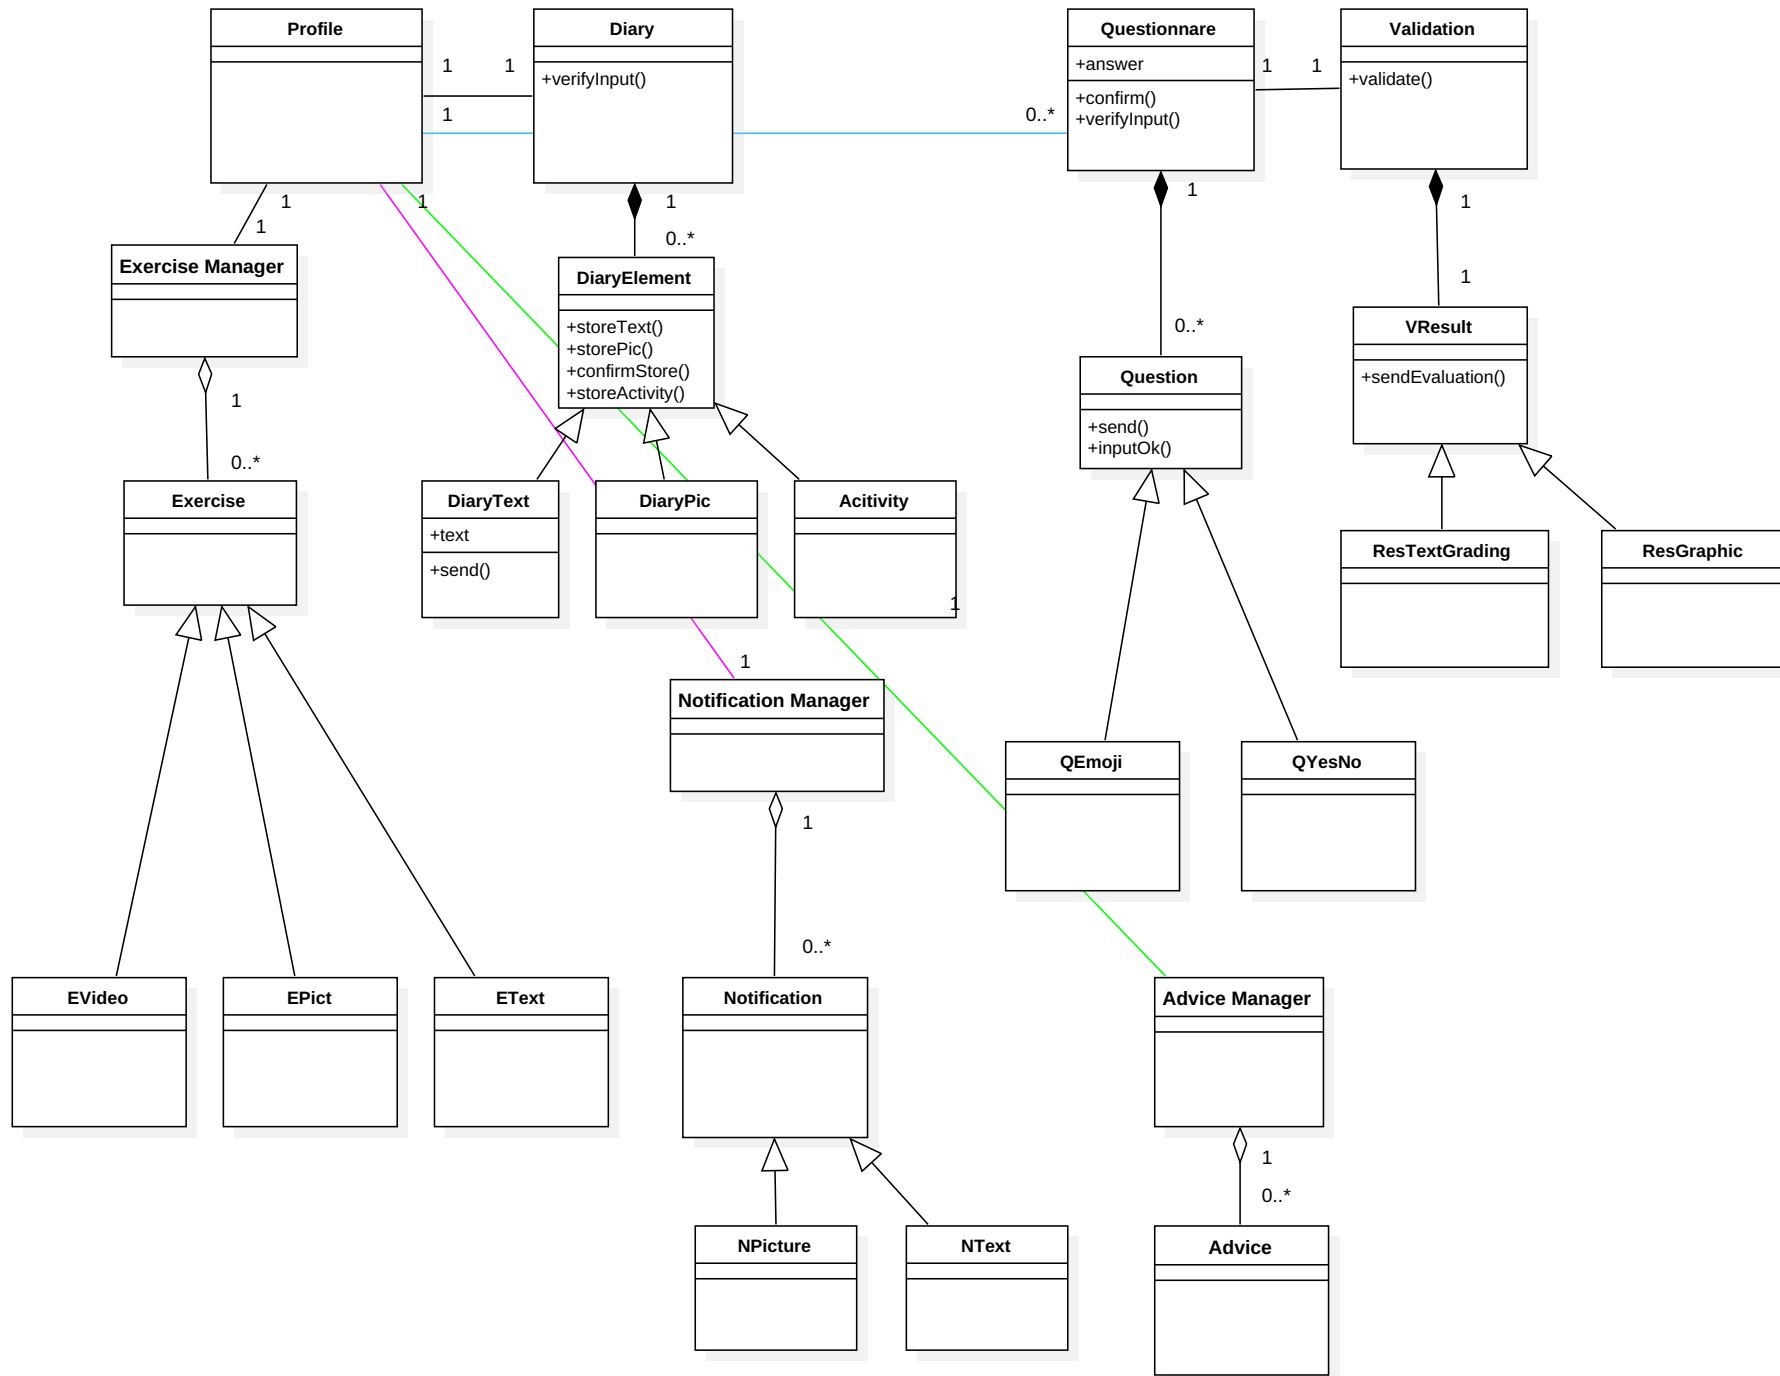 Profile
Diary
+verifyInput()
Questionnare
+answer
+confirm()
+verifyInput()
Validation
+validate()
1
1
1
0..*
1
1
1
1
1
1
0..*
1
0..*
1
1
Exercise Manager
1
0..*
DiaryElement
+storeText()
+storePic()
+confirmStore()
+storeActivity()
VResult
+sendEvaluation()
Question
+send()
+inputOk()
Exercise
DiaryText
+text
+send()
DiaryPic
Acitivity
1
ResTextGrading
ResGraphic
1
Notification Manager
1
0..*
QEmoji
QYesNo
EVideo
EPict
EText
Notification
Advice Manager
1
0..*
NPicture
NText
Advice